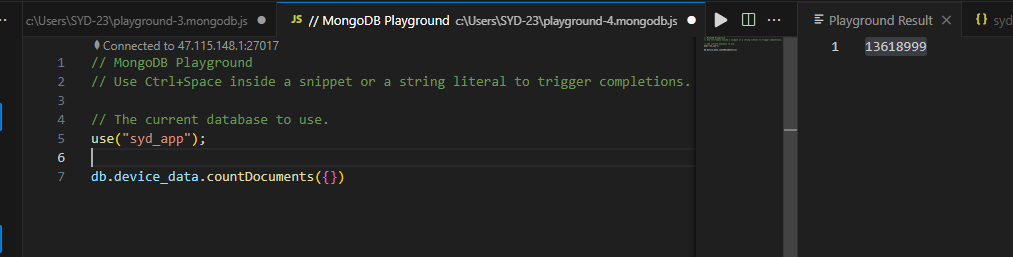 c:\Users\SYD-23\playground-3.mongodb.js
JS // MongoDB Playground c:\Users\SYD-23\playground-4.mongodb.js
Connected to 47.115.148.1:27017
1 // MongoDB Playground
2 // Use Ctrl+Space inside a snippet or a string literal to trigger completions.
3
4 // The current database to use.
5 use("syd_app");
6
7 db.device_data.countDocuments({})
Playground Result
{} syd
1 13618999